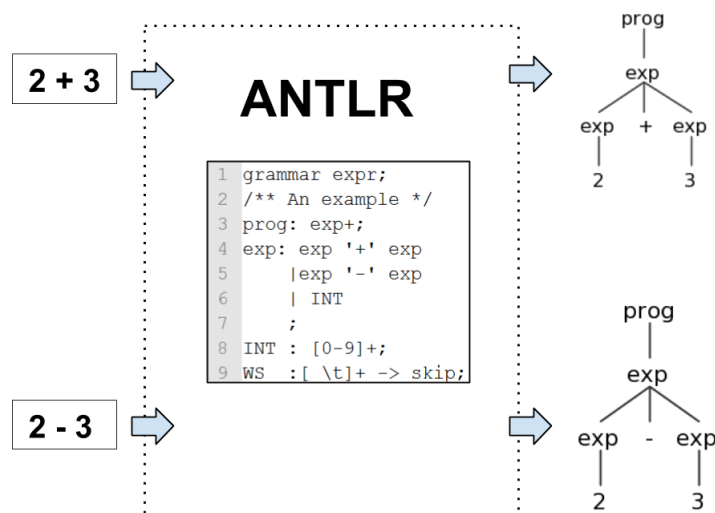 prog
2 + 3
exp
ANTLR
exp + exp
2 3
1 grammar expr;
2 /** An example */
3 prog: exp+;
4 exp: exp '+' exp
5 |exp '-' exp
6 | INT
7 ;
8 INT : [0-9]+;
9 WS :[ \t]+ -> skip;
prog
exp
2 - 3
exp - exp
2 3